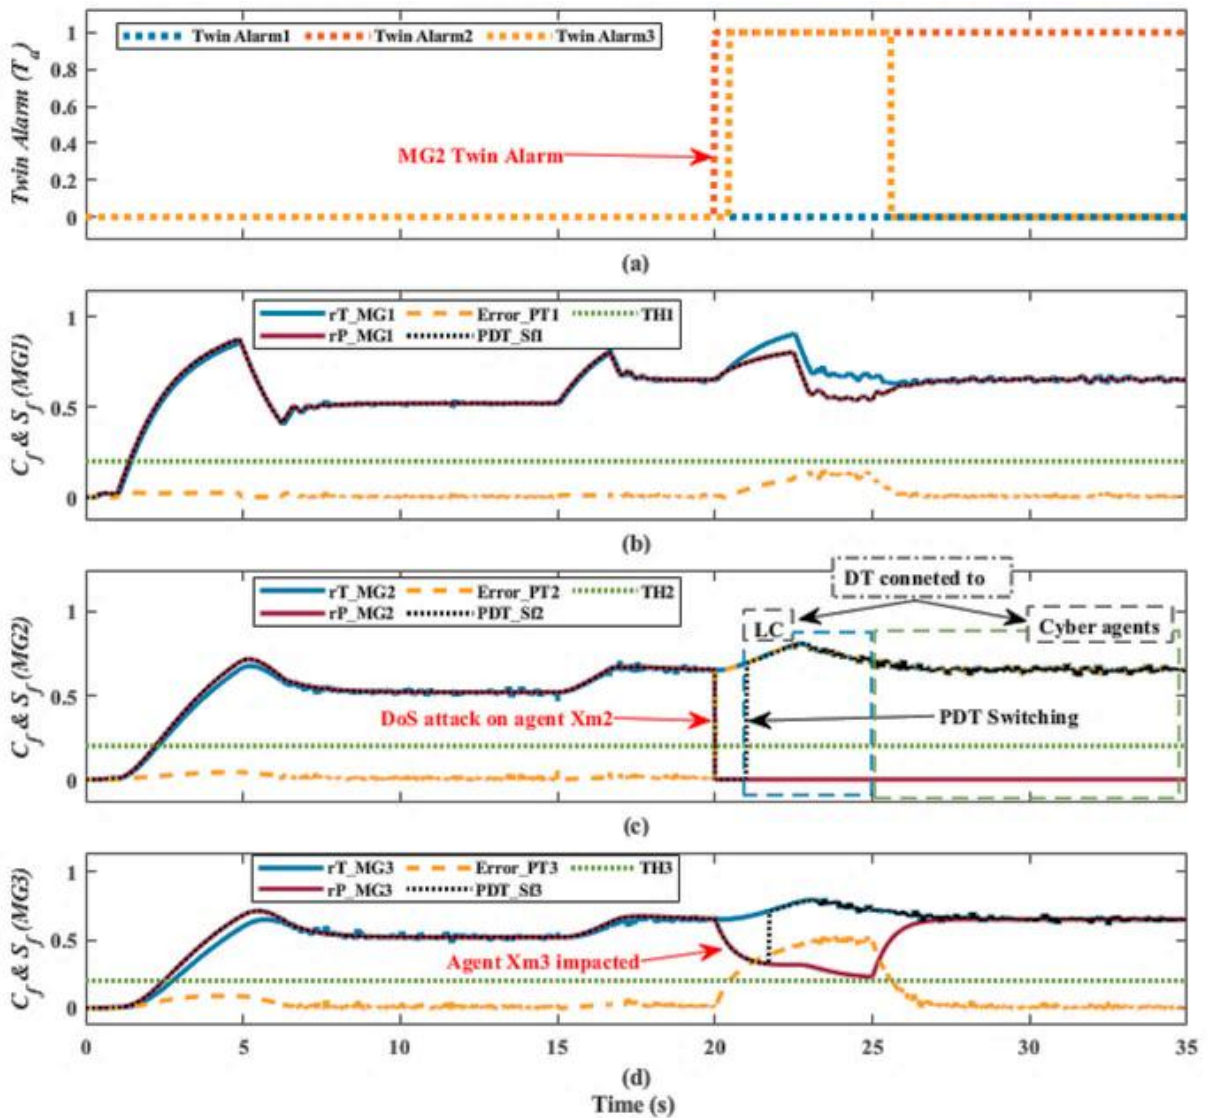 Twin Alarm (T_a)
1
0.8
0.6
0.4
0.2
0
Twin Alarm1 Twin Alarm2 Twin Alarm3
MG2 Twin Alarm
(a)
C_f & S_f (MG1)
1
0.5
0
rT_MG1 Error_PT1 TH1
rP_MG1 PDT_Sf1
(b)
C_f & S_f (MG2)
1
0.5
0
rT_MG2 Error_PT2 TH2
rP_MG2 PDT_Sf2
DT conneted to
LC
Cyber agents
DoS attack on agent Xm2
PDT Switching
(c)
C_f & S_f (MG3)
1
0.5
0
rT_MG3 Error_PT3 TH3
rP_MG3 PDT_Sf3
Agent Xm3 impacted
0 5 10 15 20 25 30 35
(d)
Time (s)